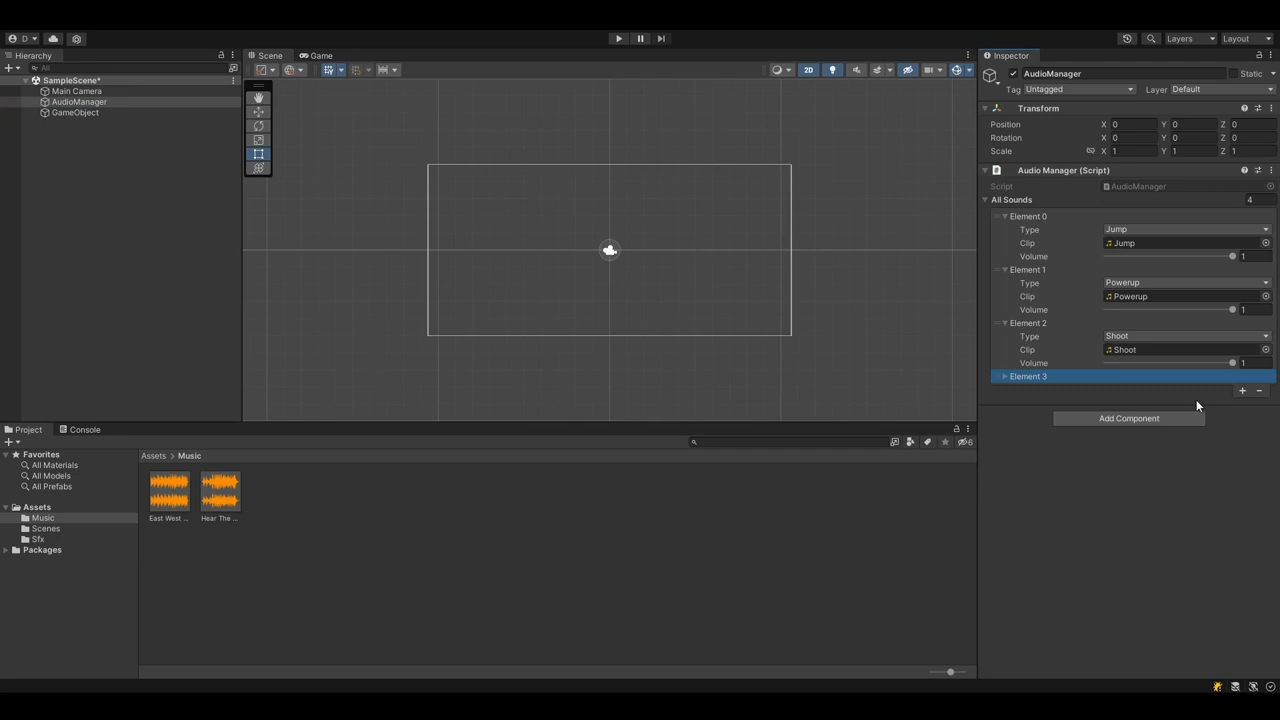 D
Layers
Layout
Hierarchy
All
SampleScene*
Main Camera
AudioManager
GameObject
Scene
Game
2D
Inspector
AudioManager
Static
Tag Untagged Layer Default
Transform
Position X 0 Y 0 Z 0
Rotation X 0 Y 0 Z 0
Scale X 1 Y 1 Z 1
Audio Manager (Script)
Script AudioManager
All Sounds 4
Element 0
Type Jump
Clip Jump
Volume 1
Element 1
Type Powerup
Clip Powerup
Volume 1
Element 2
Type Shoot
Clip Shoot
Volume 1
Element 3
Add Component
Project
Console
6
Favorites
All Materials
All Models
All Prefabs
Assets
Music
Scenes
Sfx
Packages
Assets > Music
East West ...
Hear The ...